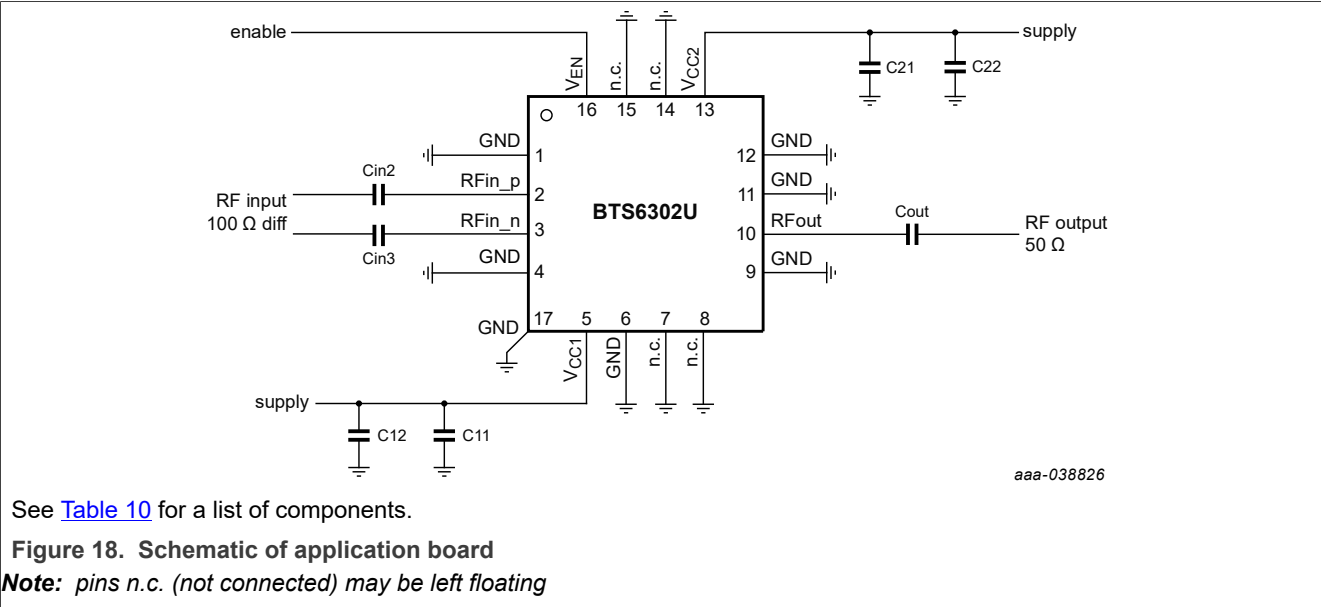 enable
supply
VEN
n.c.
n.c.
VCC2
C21
C22
16
15
14
13
GND
1
12
GND
Cin2
RFin_p
2
11
GND
RF input
100 Ω diff
BTS6302U
RFin_n
3
10
RFout
Cout
RF output
50 Ω
Cin3
GND
4
9
GND
GND
17
5
6
7
8
VCC1
GND
n.c.
n.c.
supply
C12
C11
aaa-038826
See Table 10 for a list of components.
Figure 18. Schematic of application board
Note: pins n.c. (not connected) may be left floating